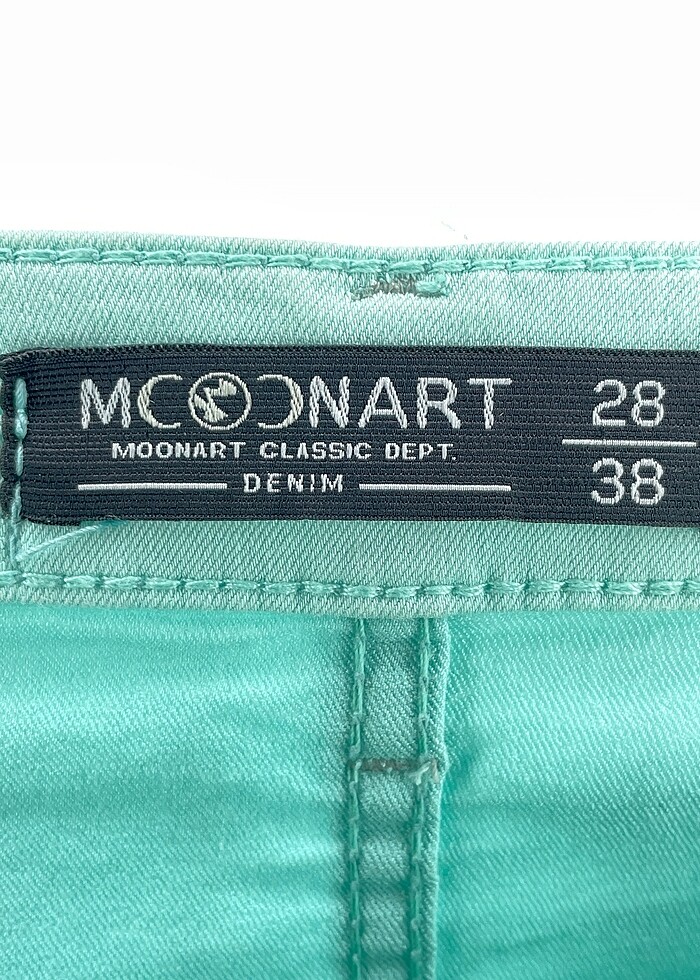 MOONART
MOONART CLASSIC DEPT.
DENIM
28
38